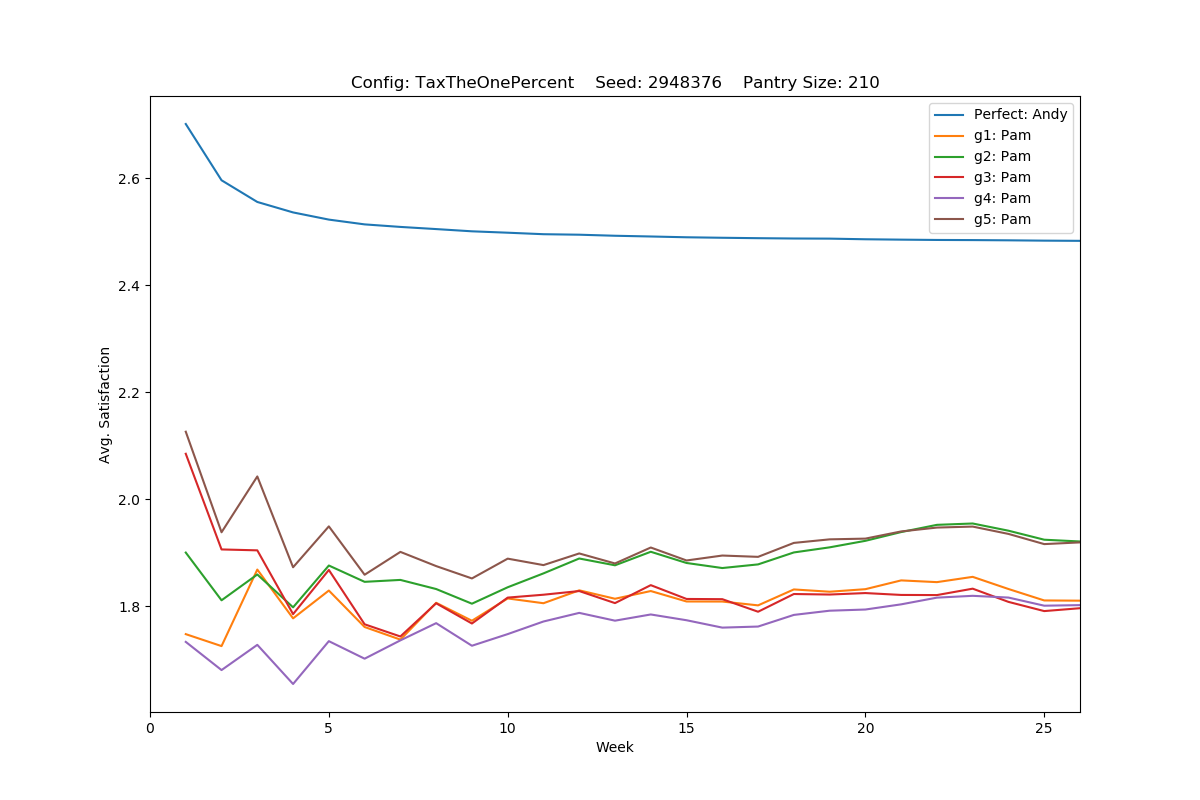 Config: TaxTheOnePercent    Seed: 2948376    Pantry Size: 210
Perfect: Andy
g1: Pam
g2: Pam
g3: Pam
g4: Pam
g5: Pam
Avg. Satisfaction
2.6
2.4
2.2
2.0
1.8
0
5
10
15
20
25
Week